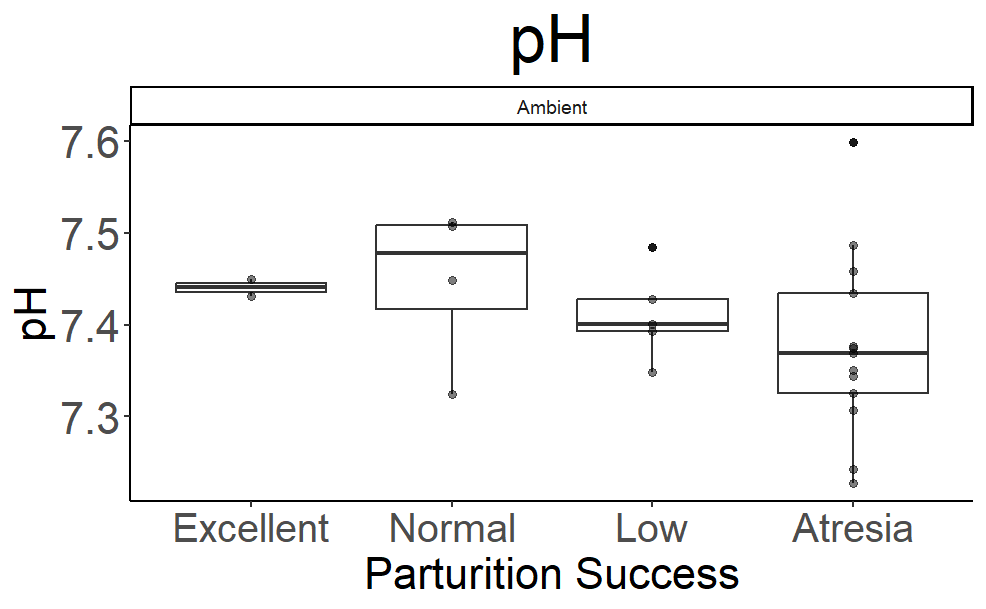 pH
Ambient
7.6
7.5
7.4
7.3
pH
Excellent Normal Low Atresia
Parturition Success